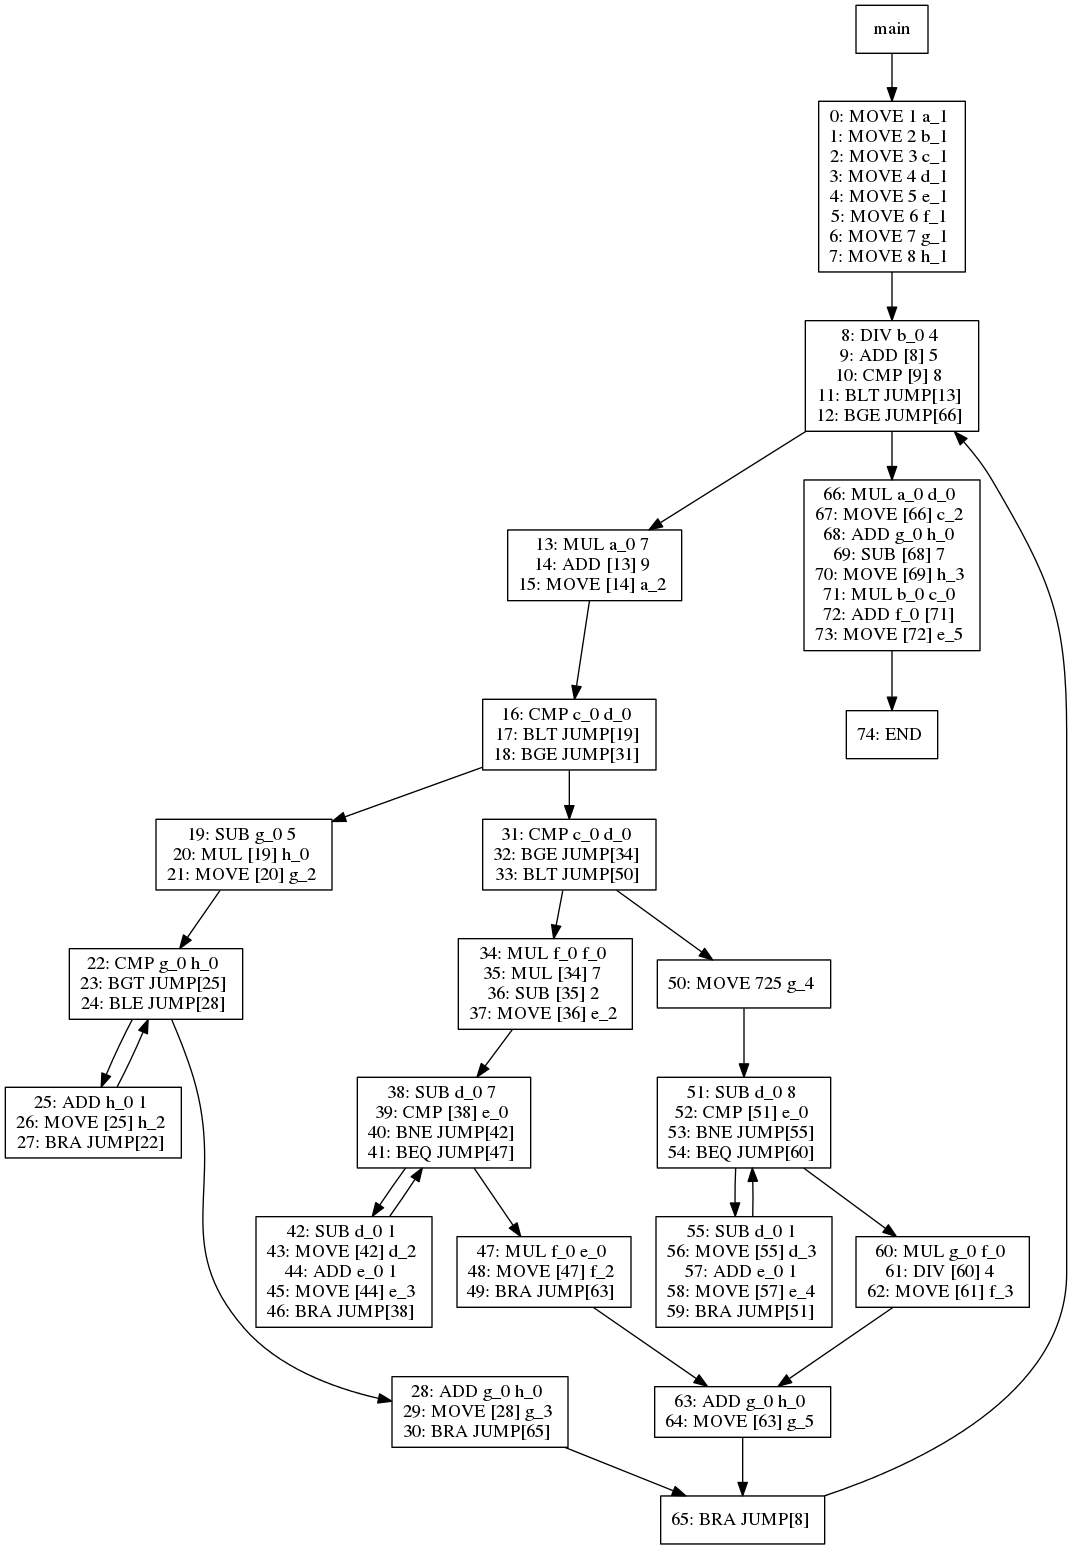 main
0: MOVE 1 a_1
1: MOVE 2 b_1
2: MOVE 3 c_1
3: MOVE 4 d_1
4: MOVE 5 e_1
5: MOVE 6 f_1
6: MOVE 7 g_1
7: MOVE 8 h_1
8: DIV b_0 4
9: ADD [8] 5
10: CMP [9] 8
11: BLT JUMP[13]
12: BGE JUMP[66]
66: MUL a_0 d_0
67: MOVE [66] c_2
68: ADD g_0 h_0
69: SUB [68] 7
70: MOVE [69] h_3
71: MUL b_0 c_0
72: ADD f_0 [71]
73: MOVE [72] e_5
13: MUL a_0 7
14: ADD [13] 9
15: MOVE [14] a_2
16: CMP c_0 d_0
17: BLT JUMP[19]
18: BGE JUMP[31]
74: END
19: SUB g_0 5
20: MUL [19] h_0
21: MOVE [20] g_2
31: CMP c_0 d_0
32: BGE JUMP[34]
33: BLT JUMP[50]
22: CMP g_0 h_0
23: BGT JUMP[25]
24: BLE JUMP[28]
34: MUL f_0 f_0
35: MUL [34] 7
36: SUB [35] 2
37: MOVE [36] e_2
50: MOVE 725 g_4
25: ADD h_0 1
26: MOVE [25] h_2
27: BRA JUMP[22]
38: SUB d_0 7
39: CMP [38] e_0
40: BNE JUMP[42]
41: BEQ JUMP[47]
51: SUB d_0 8
52: CMP [51] e_0
53: BNE JUMP[55]
54: BEQ JUMP[60]
42: SUB d_0 1
43: MOVE [42] d_2
44: ADD e_0 1
45: MOVE [44] e_3
46: BRA JUMP[38]
47: MUL f_0 e_0
48: MOVE [47] f_2
49: BRA JUMP[63]
55: SUB d_0 1
56: MOVE [55] d_3
57: ADD e_0 1
58: MOVE [57] e_4
59: BRA JUMP[51]
60: MUL g_0 f_0
61: DIV [60] 4
62: MOVE [61] f_3
28: ADD g_0 h_0
29: MOVE [28] g_3
30: BRA JUMP[65]
63: ADD g_0 h_0
64: MOVE [63] g_5
65: BRA JUMP[8]